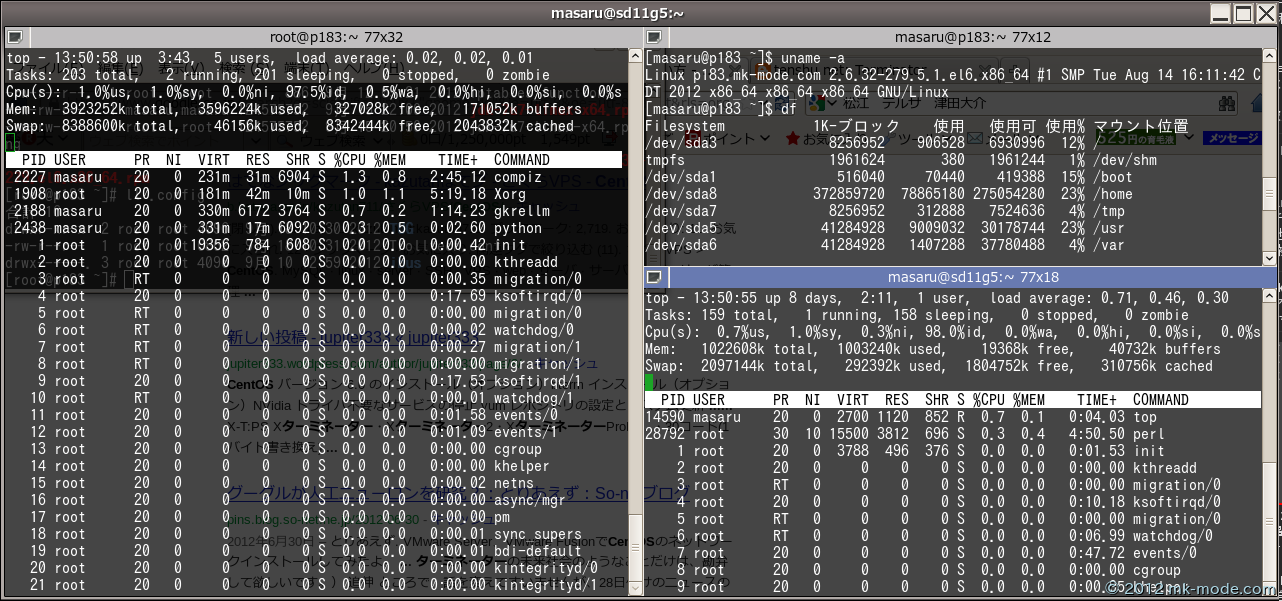 masaru@sd11g5:~
root@p183:~ 77x32
top - 13:50:58 up  3:43,  5 users,  load average: 0.02, 0.02, 0.01
Tasks: 203 total,   2 running, 201 sleeping,   0 stopped,   0 zombie
Cpu(s):  1.0%us,  1.0%sy,  0.0%ni, 97.5%id,  0.5%wa,  0.0%hi,  0.0%si,  0.0%s
Mem:   3923252k total,  3596224k used,   327028k free,   171052k buffers
Swap:  8388600k total,    46156k used,  8342444k free,  2043832k cached
PID USER      PR  NI  VIRT  RES  SHR S %CPU %MEM    TIME+  COMMAND
2227 masaru    20   0  231m  31m 6904 S  1.3  0.8   2:45.12 compiz
1908 root      20   0  181m  42m  10m S  1.0  1.1   5:19.18 Xorg
2188 masaru    20   0  330m 6172 3764 S  0.7  0.2   1:14.23 gkrellm
2438 masaru    20   0  331m  17m 6092 S  0.3  0.5   0:02.60 python
1 root      20   0 19356  784  608 S  0.0  0.0   0:00.42 init
2 root      20   0     0    0    0 S  0.0  0.0   0:00.00 kthreadd
3 root      RT   0     0    0    0 S  0.0  0.0   0:00.35 migration/0
4 root      20   0     0    0    0 S  0.0  0.0   0:17.69 ksoftirqd/0
5 root      RT   0     0    0    0 S  0.0  0.0   0:00.00 migration/0
6 root      RT   0     0    0    0 S  0.0  0.0   0:00.02 watchdog/0
7 root      RT   0     0    0    0 S  0.0  0.0   0:00.27 migration/1
8 root      RT   0     0    0    0 S  0.0  0.0   0:00.00 migration/1
9 root      20   0     0    0    0 S  0.0  0.0   0:17.53 ksoftirqd/1
10 root      RT   0     0    0    0 S  0.0  0.0   0:00.01 watchdog/1
11 root      20   0     0    0    0 S  0.0  0.0   0:01.58 events/0
12 root      20   0     0    0    0 S  0.0  0.0   0:01.09 events/1
13 root      20   0     0    0    0 S  0.0  0.0   0:00.00 cgroup
14 root      20   0     0    0    0 S  0.0  0.0   0:00.00 khelper
15 root      20   0     0    0    0 S  0.0  0.0   0:00.02 netns
16 root      20   0     0    0    0 S  0.0  0.0   0:00.00 async/mgr
17 root      20   0     0    0    0 S  0.0  0.0   0:00.00 pm
18 root      20   0     0    0    0 S  0.0  0.0   0:00.01 sync_supers
19 root      20   0     0    0    0 S  0.0  0.0   0:00.01 bdi-default
20 root      20   0     0    0    0 S  0.0  0.0   0:00.00 kintegrityd/0
21 root      20   0     0    0    0 S  0.0  0.0   0:00.00 kintegrityd/1
masaru@p183:~ 77x12
[masaru@p183 ~]$ uname -a
Linux p183.mk-mode.com 2.6.32-279.5.1.el6.x86_64 #1 SMP Tue Aug 14 16:11:42 C
DT 2012 x86_64 x86_64 x86_64 GNU/Linux
[masaru@p183 ~]$ df
Filesystem           1K-ブロック    使用   使用可 使用% マウント位置
/dev/sda3              8256952    906528   6930996  12% /
tmpfs                  1961624       380   1961244   1% /dev/shm
/dev/sda1               516040     70440    419388  15% /boot
/dev/sda8            372859720  78865180 275054280  23% /home
/dev/sda7              8256952    312888   7524636   4% /tmp
/dev/sda5             41284928   9009032  30178744  23% /usr
/dev/sda6             41284928   1407288  37780488   4% /var
masaru@sd11g5:~ 77x18
top - 13:50:55 up 8 days,  2:11,  1 user,  load average: 0.71, 0.46, 0.30
Tasks: 159 total,   1 running, 158 sleeping,   0 stopped,   0 zombie
Cpu(s):  0.7%us,  1.0%sy,  0.3%ni, 98.0%id,  0.0%wa,  0.0%hi,  0.0%si,  0.0%s
Mem:   1022608k total,  1003240k used,    19368k free,    40732k buffers
Swap:  2097144k total,   292392k used,  1804752k free,   310756k cached
PID USER      PR  NI  VIRT  RES  SHR S %CPU %MEM    TIME+  COMMAND
14590 masaru    20   0  2700 1120  852 R  0.7  0.1   0:04.03 top
28792 root      30  10 15500 3812  696 S  0.3  0.4   4:50.50 perl
1 root      20   0  3788  496  376 S  0.0  0.0   0:01.53 init
2 root      20   0     0    0    0 S  0.0  0.0   0:00.00 kthreadd
3 root      RT   0     0    0    0 S  0.0  0.0   0:00.00 migration/0
4 root      20   0     0    0    0 S  0.0  0.0   0:10.18 ksoftirqd/0
5 root      RT   0     0    0    0 S  0.0  0.0   0:00.00 migration/0
6 root      RT   0     0    0    0 S  0.0  0.0   0:06.99 watchdog/0
7 root      20   0     0    0    0 S  0.0  0.0   0:47.72 events/0
8 root      20   0     0    0    0 S  0.0  0.0   0:00.00 cgroup
9 root      20   0     0    0    0 S  0.0  0.0
© 2012 mk-mode.com